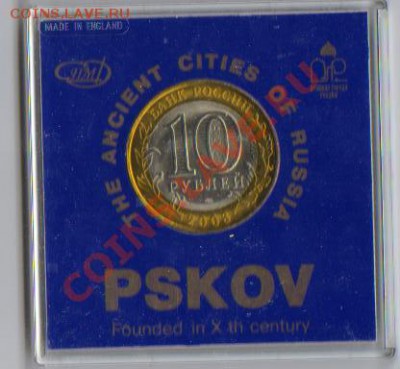 COINS.LAVE.RU
MADE IN ENGLAND
THE ANCIENT CITIES OF RUSSIA
БАНК РОССИИ
10
РУБЛЕЙ
2003
COINS.LAVE.RU
PSKOV
Founded in X th century